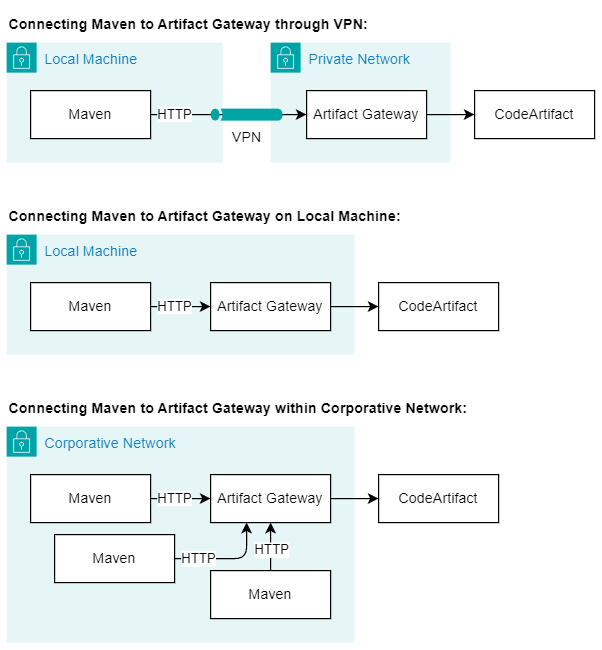 Connecting Maven to Artifact Gateway through VPN:
Local Machine
Private Network
Maven
HTTP
VPN
Artifact Gateway
CodeArtifact
Connecting Maven to Artifact Gateway on Local Machine:
Local Machine
Maven
HTTP
Artifact Gateway
CodeArtifact
Connecting Maven to Artifact Gateway within Corporative Network:
Corporative Network
Maven
HTTP
Artifact Gateway
CodeArtifact
Maven
HTTP
HTTP
Maven